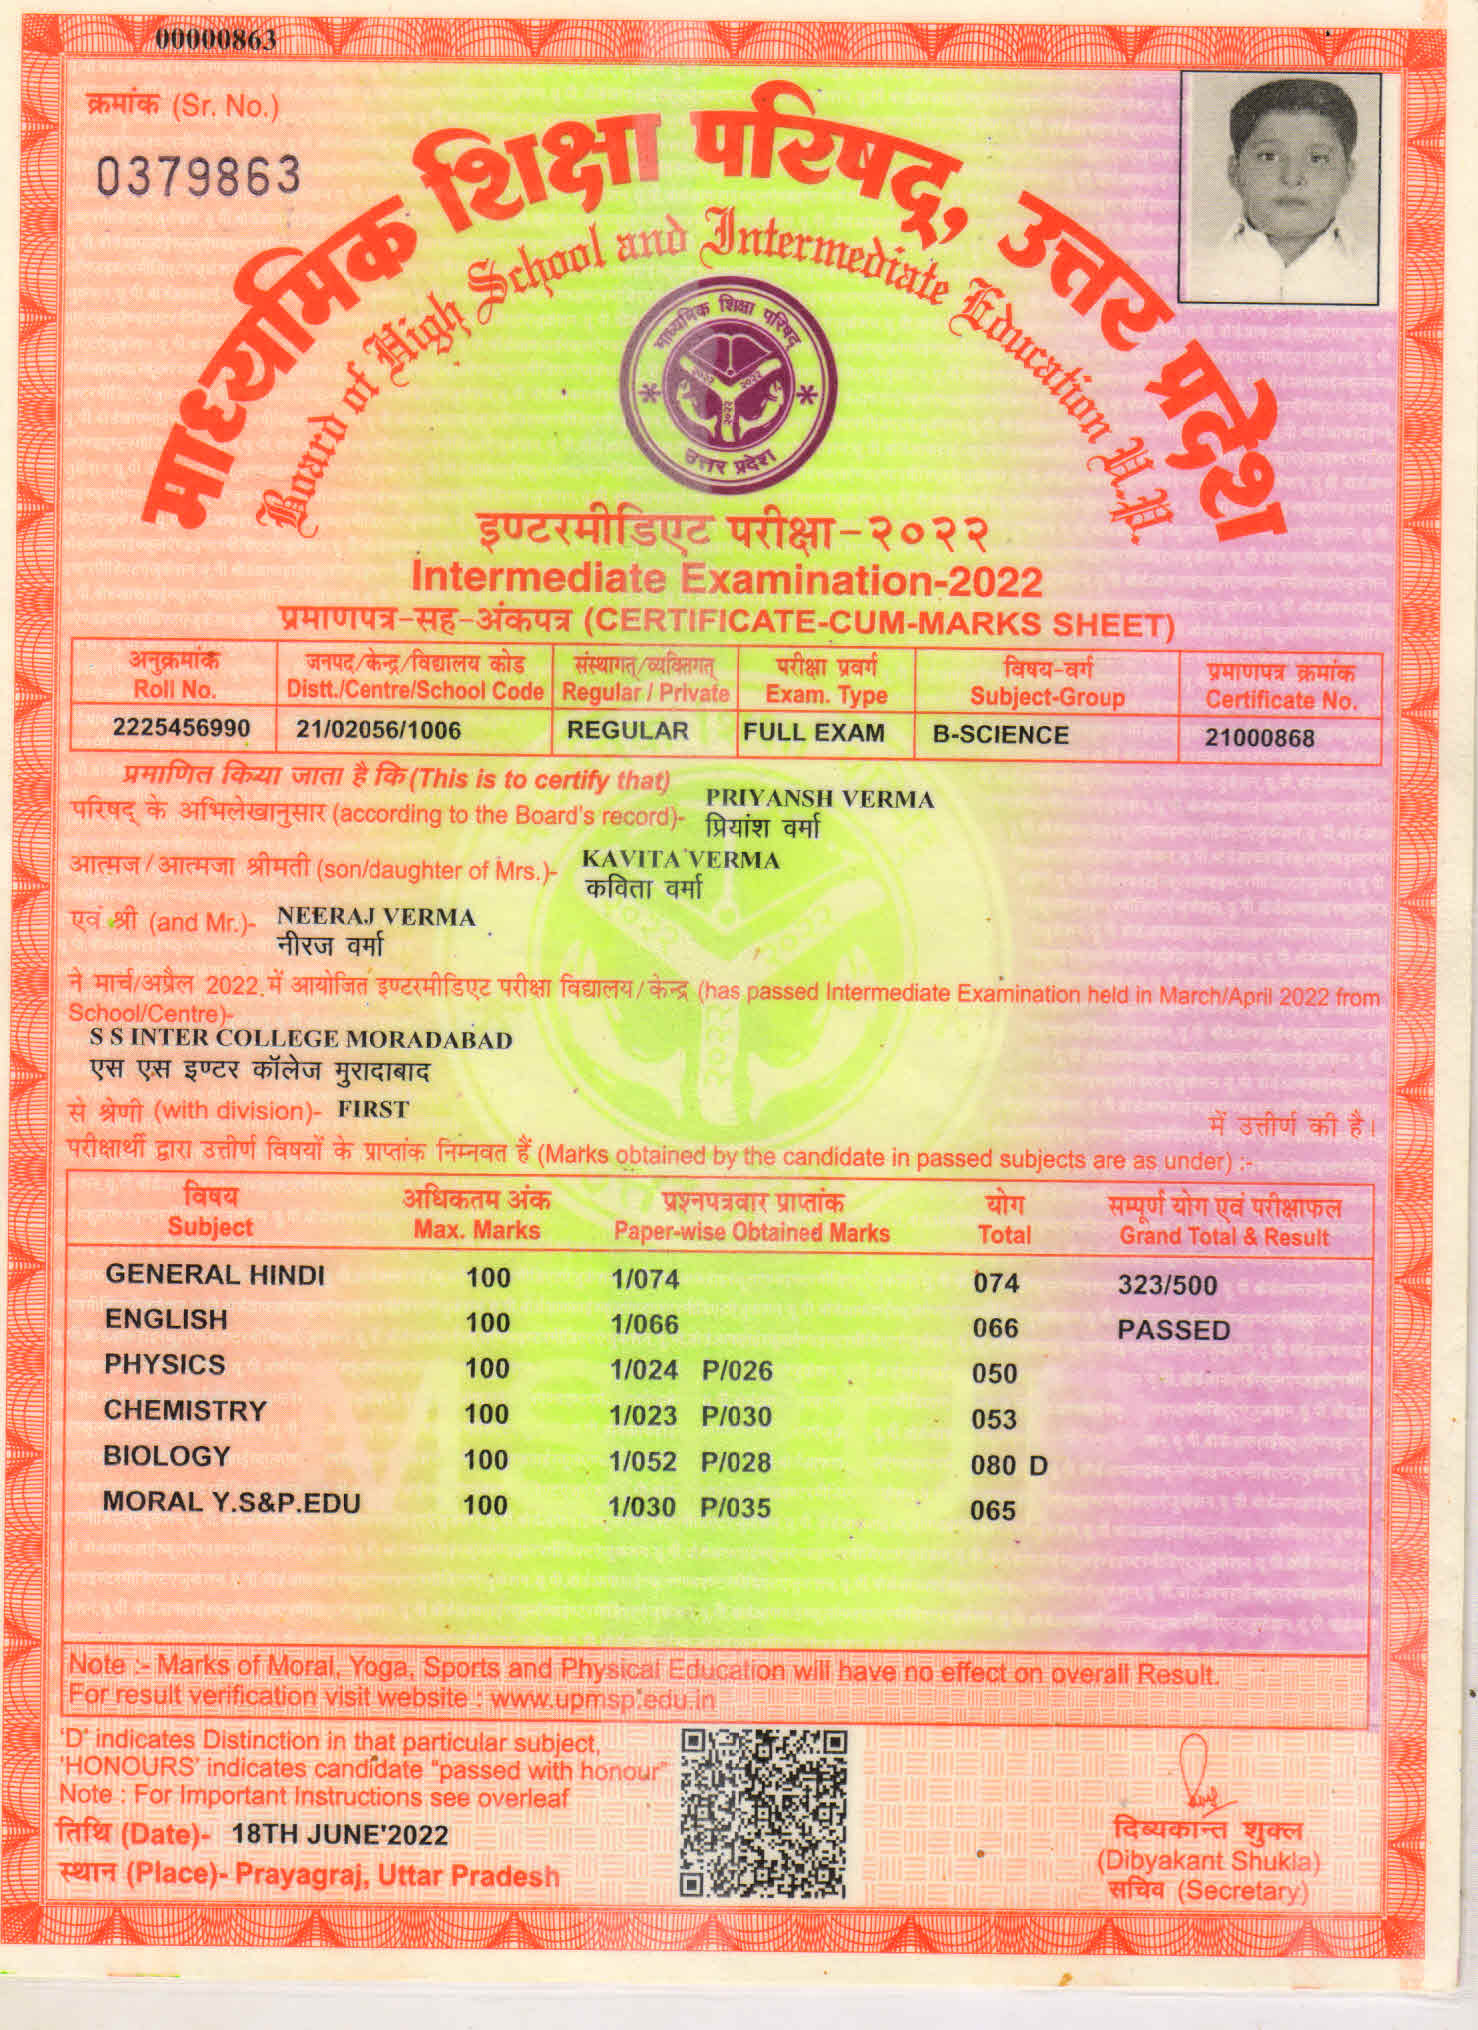 00000863
क्रमांक (Sr. No.)
0379863
माध्यमिक शिक्षा परिषद्, उत्तर प्रदेश
Board of High School and Intermediate Education U.P.
माध्यमिक शिक्षा परिषद्
२०२२ २०२२
२०२२
उत्तर प्रदेश
इण्टरमीडिएट परीक्षा-२०२२
Intermediate Examination-2022
प्रमाणपत्र-सह-अंकपत्र (CERTIFICATE-CUM-MARKS SHEET)
अनुक्रमांक जनपद/केन्द्र/विद्यालय कोड संस्थागत्/व्यक्तिगत् परीक्षा प्रवर्ग विषय-वर्ग प्रमाणपत्र क्रमांक
Roll No. Distt./Centre/School Code Regular / Private Exam. Type Subject-Group Certificate No.
2225456990 21/02056/1006 REGULAR FULL EXAM B-SCIENCE 21000868
प्रमाणित किया जाता है कि (This is to certify that)
परिषद् के अभिलेखानुसार (according to the Board's record)- PRIYANSH VERMA
प्रियांश वर्मा
आत्मज/आत्मजा श्रीमती (son/daughter of Mrs.)- KAVITA VERMA
कविता वर्मा
एवं श्री (and Mr.)- NEERAJ VERMA
नीरज वर्मा
ने मार्च/अप्रैल 2022 में आयोजित इण्टरमीडिएट परीक्षा विद्यालय/केन्द्र (has passed Intermediate Examination held in March/April 2022 from
School/Centre)-
S S INTER COLLEGE MORADABAD
एस एस इण्टर कॉलेज मुरादाबाद
से श्रेणी (with division)- FIRST में उत्तीर्ण की है।
परीक्षार्थी द्वारा उत्तीर्ण विषयों के प्राप्तांक निम्नवत हैं (Marks obtained by the candidate in passed subjects are as under) :-
विषय अधिकतम अंक प्रश्नपत्रवार प्राप्तांक योग सम्पूर्ण योग एवं परीक्षाफल
Subject Max. Marks Paper-wise Obtained Marks Total Grand Total & Result
GENERAL HINDI 100 1/074 074 323/500
ENGLISH 100 1/066 066 PASSED
PHYSICS 100 1/024 P/026 050
CHEMISTRY 100 1/023 P/030 053
BIOLOGY 100 1/052 P/028 080 D
MORAL Y.S&P.EDU 100 1/030 P/035 065
Note :- Marks of Moral, Yoga, Sports and Physical Education will have no effect on overall Result.
For result verification visit website : www.upmsp.edu.in
'D' indicates Distinction in that particular subject,
'HONOURS' indicates candidate "passed with honour"
Note : For Important Instructions see overleaf
तिथि (Date)- 18TH JUNE'2022
स्थान (Place)- Prayagraj, Uttar Pradesh
दिव्यकान्त शुक्ल
(Dibyakant Shukla)
सचिव (Secretary)